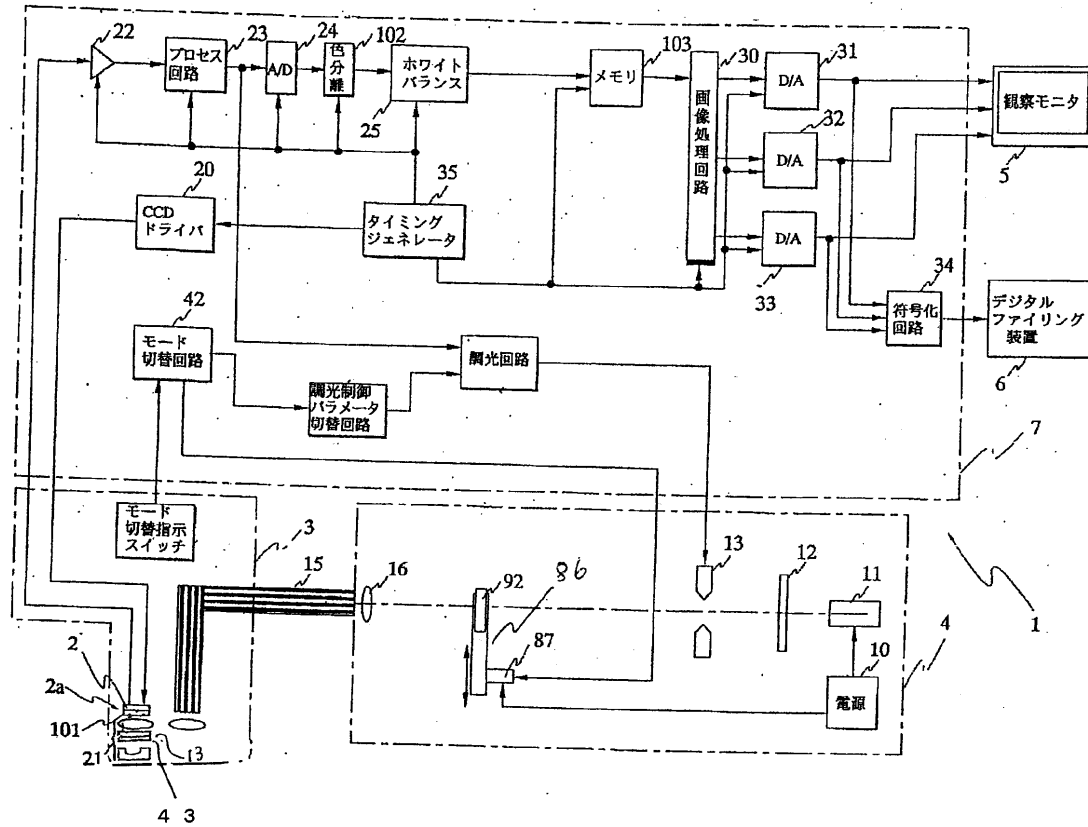 22
プロセス
回路
23
A/D
24
色分離
102
ホワイト
バランス
25
メモリ
103
画像処理回路
30
D/A
31
D/A
32
D/A
33
観察モニタ
5
20
CCD
ドライバ
35
タイミング
ジェネレータ
34
符号化
回路
デジタル
ファイリング
装置
6
42
モード
切替回路
調光制御
パラメータ
切替回路
調光回路
7
モード
切替指示
スイッチ
3
15
16
92
86
87
13
12
11
10
電源
4
1
2
2a
101
21
13
4 3